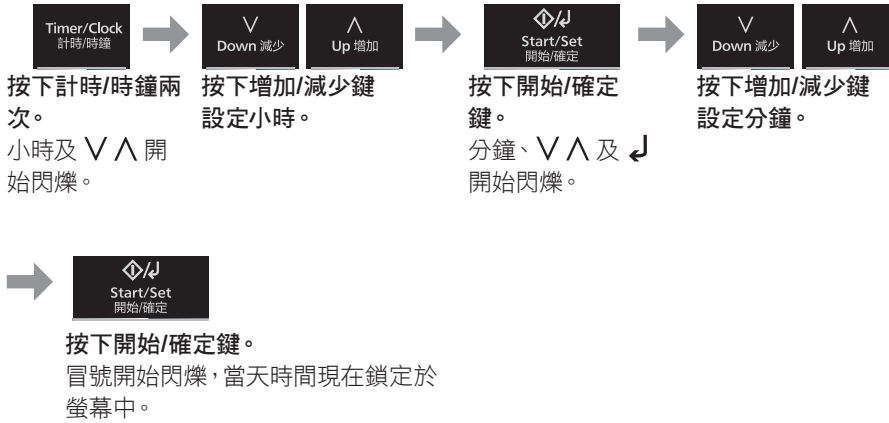 Timer/Clock
計時/時鐘
∨
Down 減少
∧
Up 增加
Start/Set
開始/確定
∨
Down 減少
∧
Up 增加
按下計時/時鐘兩
次。
小時及 ∨ ∧ 開
始閃爍。
按下增加/減少鍵
設定小時。
按下開始/確定
鍵。
分鐘、∨ ∧ 及 ↲
開始閃爍。
按下增加/減少鍵
設定分鐘。
Start/Set
開始/確定
按下開始/確定鍵。
冒號開始閃爍,當天時間現在鎖定於
螢幕中。